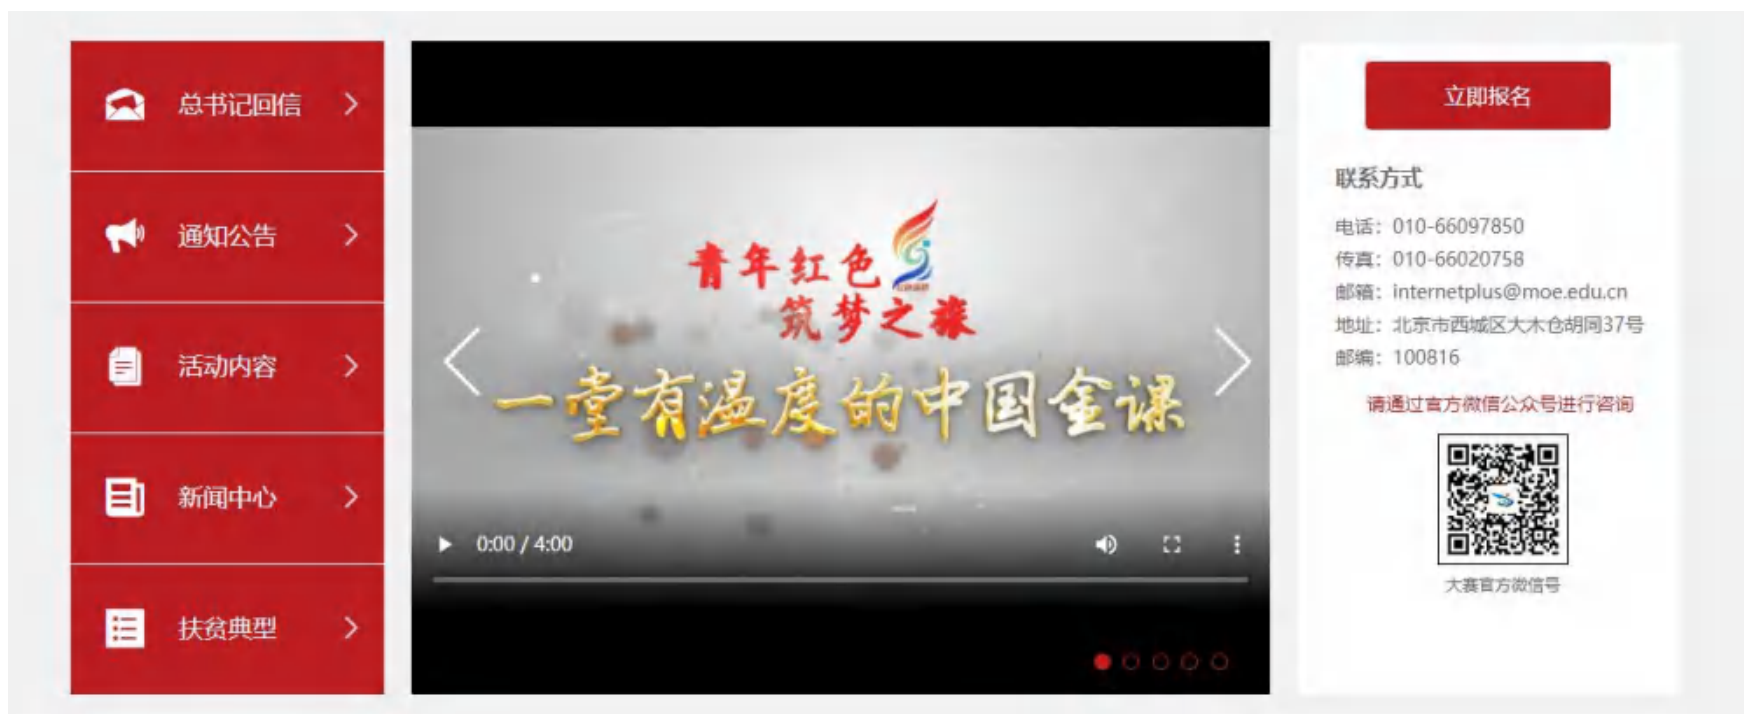 总书记回信
通知公告
活动内容
新闻中心
扶贫典型
青年红色
筑梦之旅
一堂有温度的中国金课
0:00 / 4:00
立即报名
联系方式
电话：010-66097850
传真：010-66020758
邮箱：internetplus@moe.edu.cn
地址：北京市西城区大木仓胡同37号
邮编：100816
请通过官方微信公众号进行咨询
大赛官方微信号